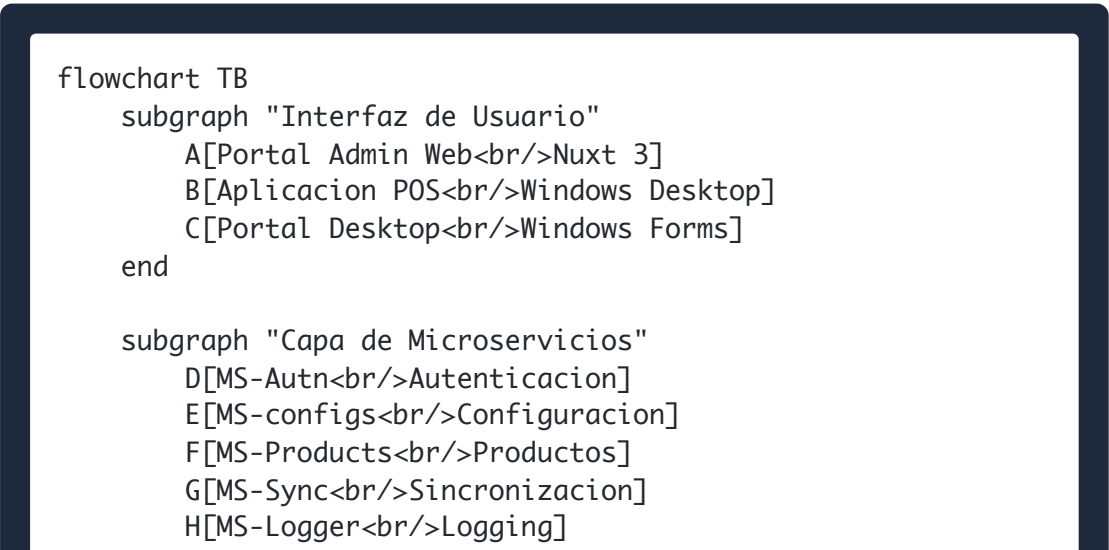 flowchart TB
    subgraph "Interfaz de Usuario"
        A[Portal Admin Web<br/>Nuxt 3]
        B[Aplicacion POS<br/>Windows Desktop]
        C[Portal Desktop<br/>Windows Forms]
    end

    subgraph "Capa de Microservicios"
        D[MS-Autn<br/>Autenticacion]
        E[MS-configs<br/>Configuracion]
        F[MS-Products<br/>Productos]
        G[MS-Sync<br/>Sincronizacion]
        H[MS-Logger<br/>Logging]